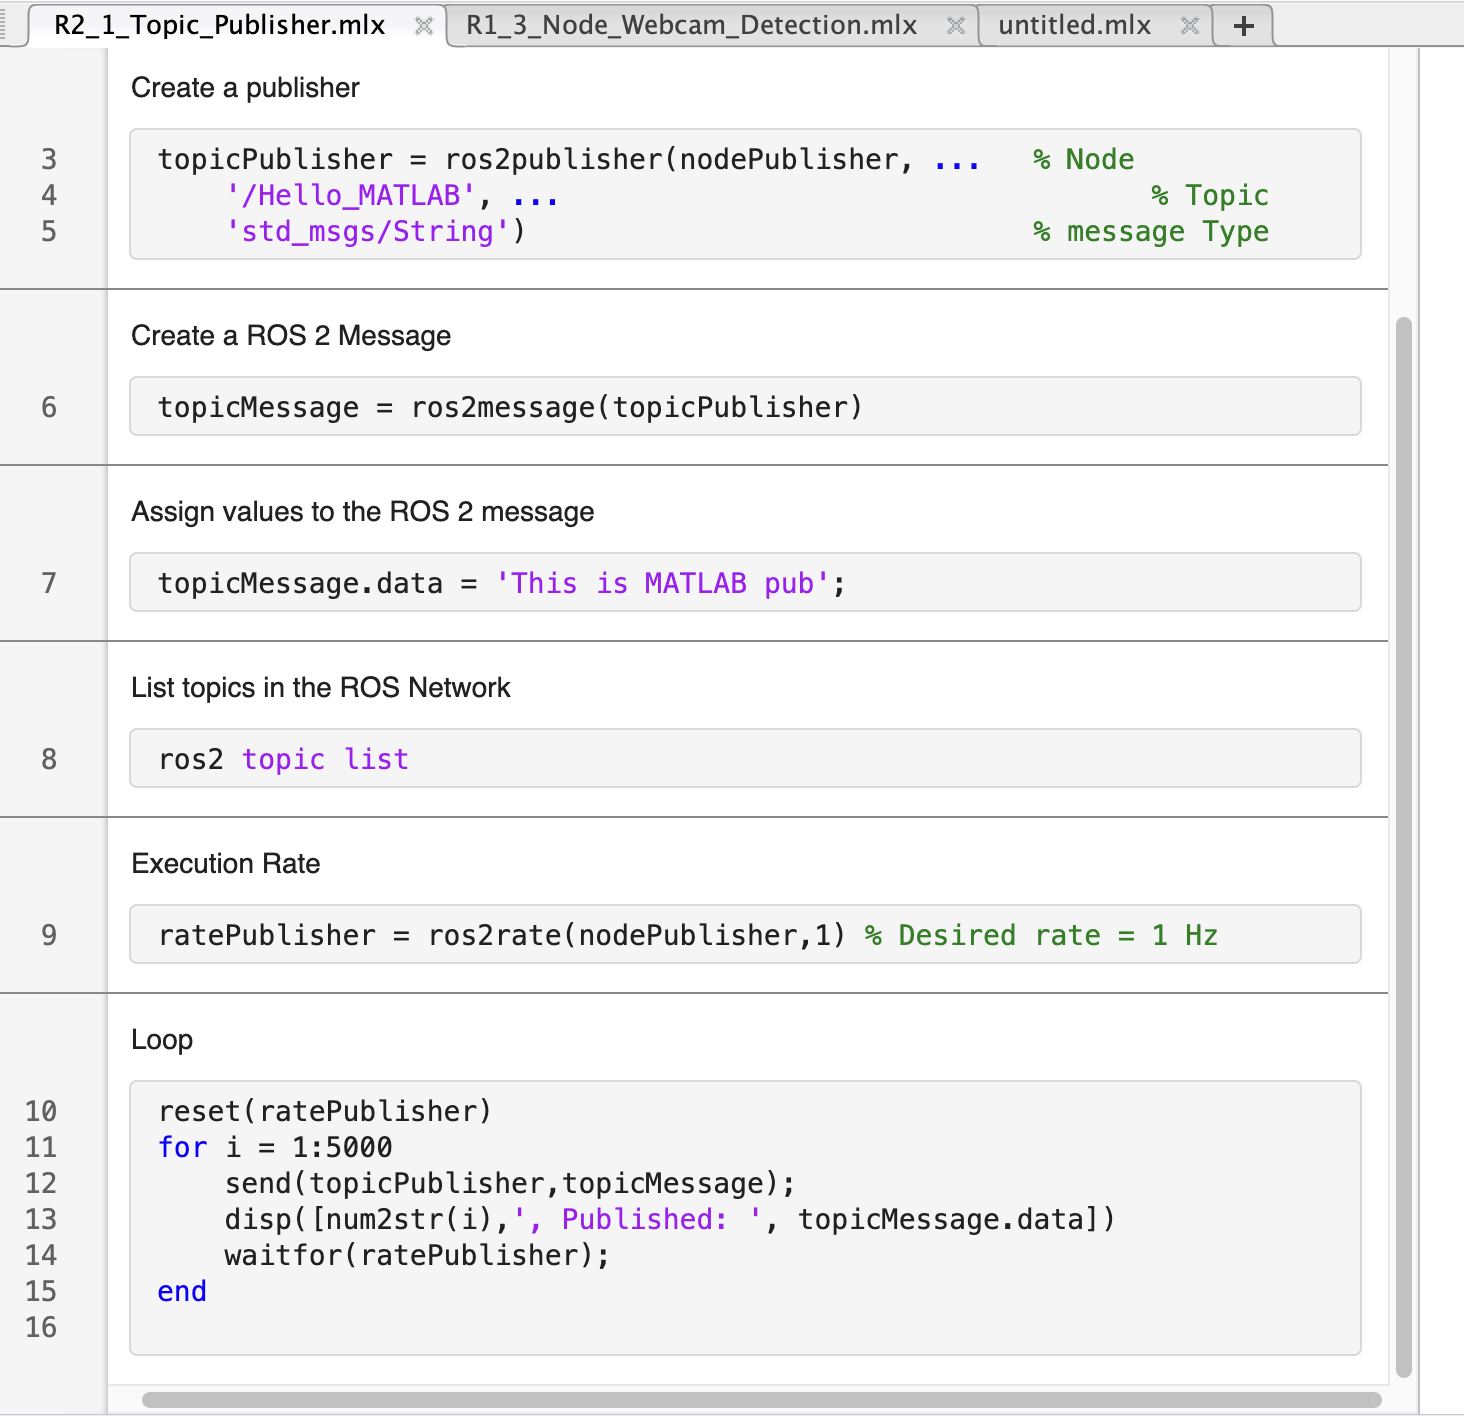 R2_1_Topic_Publisher.mlx R1_3_Node_Webcam_Detection.mlx untitled.mlx +
Create a publisher
3 topicPublisher = ros2publisher(nodePublisher, ... % Node
4 '/Hello_MATLAB', ... % Topic
5 'std_msgs/String') % message Type
Create a ROS 2 Message
6 topicMessage = ros2message(topicPublisher)
Assign values to the ROS 2 message
7 topicMessage.data = 'This is MATLAB pub';
List topics in the ROS Network
8 ros2 topic list
Execution Rate
9 ratePublisher = ros2rate(nodePublisher,1) % Desired rate = 1 Hz
Loop
10 reset(ratePublisher)
11 for i = 1:5000
12 send(topicPublisher,topicMessage);
13 disp([num2str(i),', Published: ', topicMessage.data])
14 waitfor(ratePublisher);
15 end
16